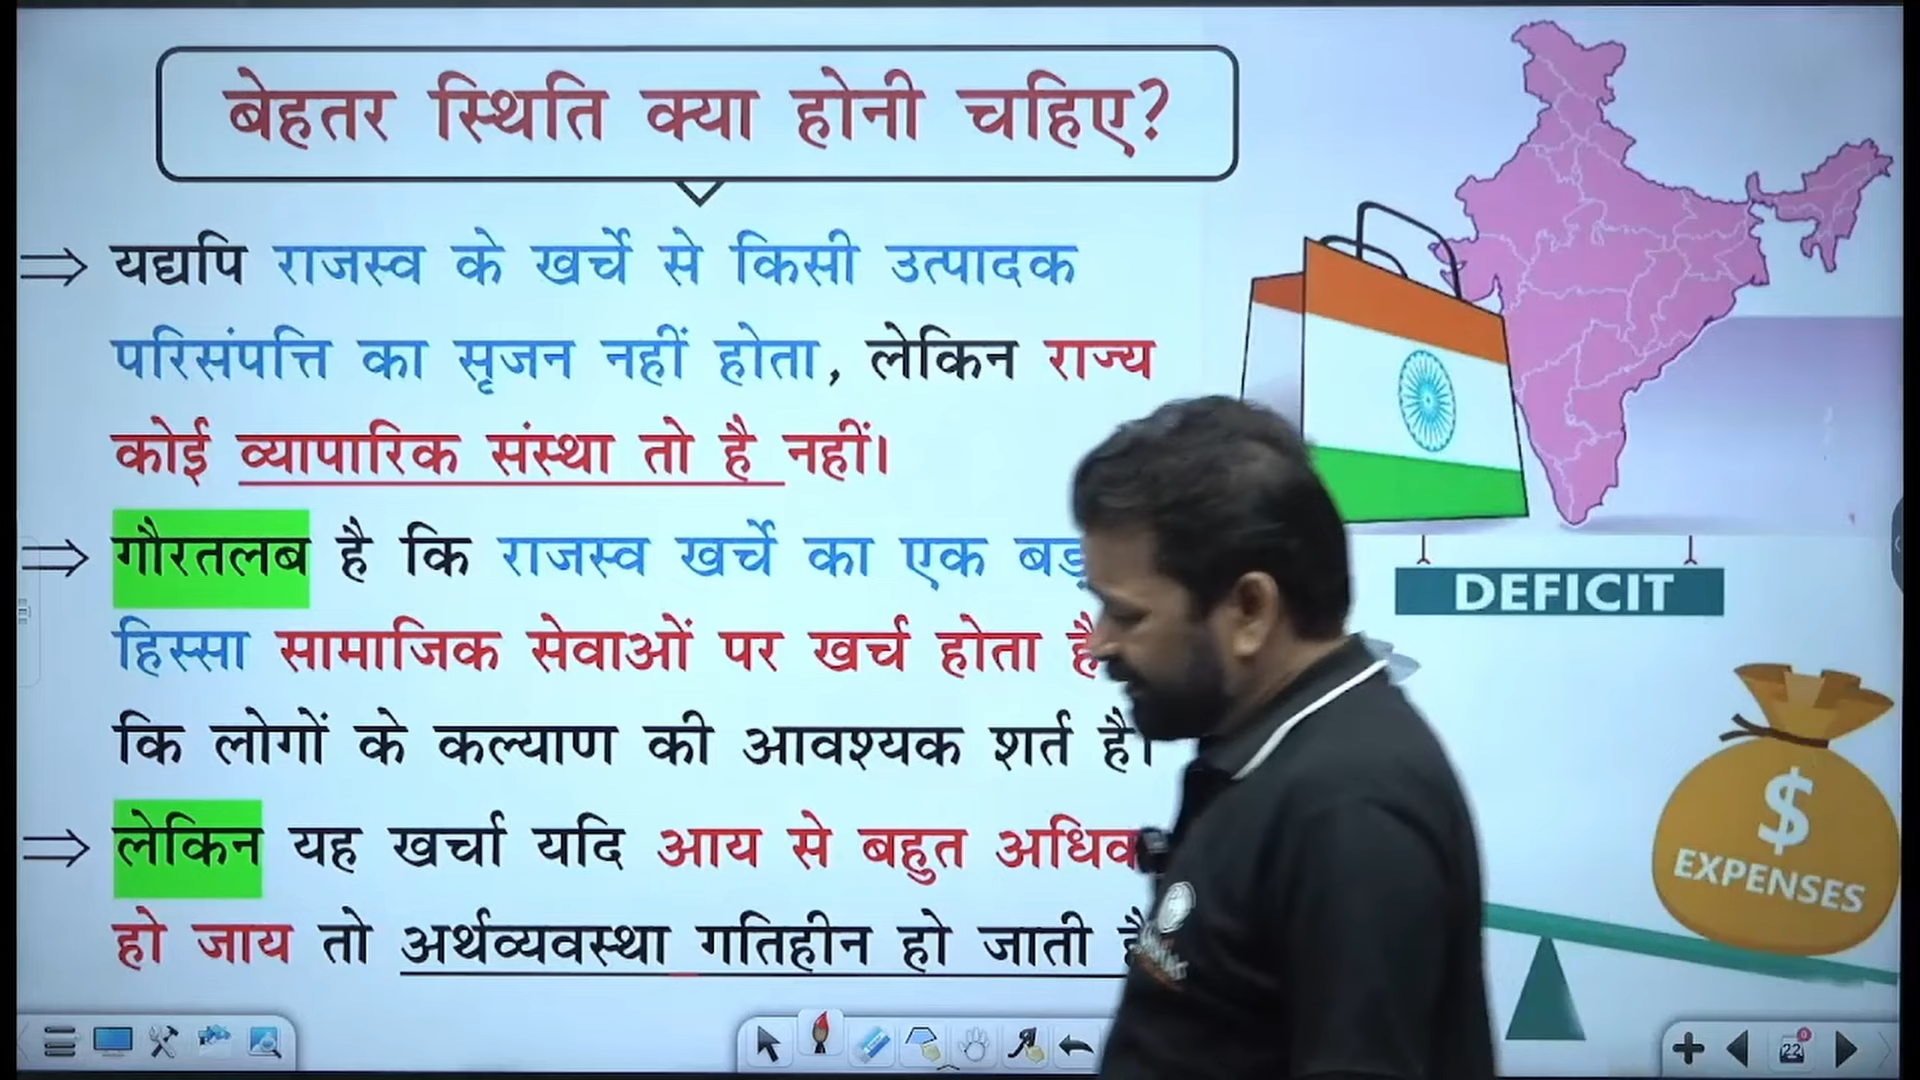 बेहतर स्थिति क्या होनी चहिए?
⇒ यद्यपि राजस्व के खर्चे से किसी उत्पादक
परिसंपत्ति का सृजन नहीं होता, लेकिन राज्य
कोई व्यापारिक संस्था तो है नहीं।
⇒ गौरतलब है कि राजस्व खर्चे का एक
हिस्सा सामाजिक सेवाओं पर खर्च होता
कि लोगों के कल्याण की आवश्यक शर्त है।
⇒ लेकिन यह खर्चा यदि आय से बहुत
हो जाय तो अर्थव्यवस्था गतिहीन हो जाती
DEFICIT
$
EXPENSES
22